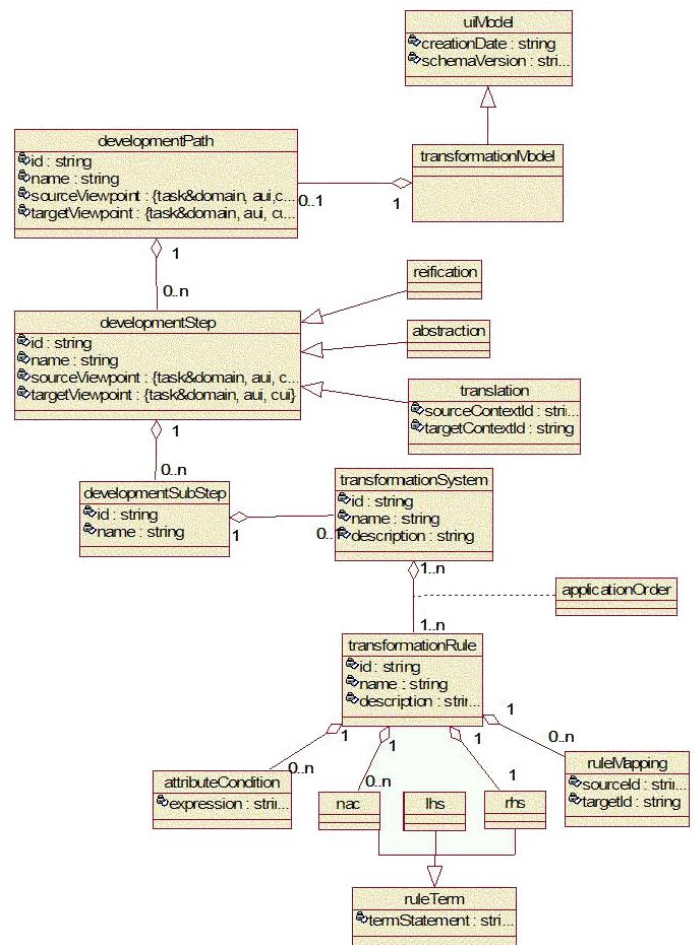 uiModel
creationDate : string
schemaVersion : stri...
developmentPath
id : string
name : string
sourceViewpoint : {task&domain, aui,c...
targetViewpoint : {task&domain, aui, cu...
transformationModel
0..1
1
1
0..n
reification
developmentStep
id : string
name : string
sourceViewpoint : {task&domain, aui, c...
targetViewpoint : {task&domain, aui, cui}
abstraction
translation
sourceContextId : stri...
targetContextId : string
1
0..n
developmentSubStep
id : string
name : string
1
transformationSystem
id : string
name : string
description : string
0..1
1..n
applicationOrder
1..n
transformationRule
id : string
name : string
description : strin...
1
1
1
1
0..n
0..n
1
0..n
attributeCondition
expression : strin...
nac
lhs
rhs
ruleMapping
sourceId : strin...
targetId : string
ruleTerm
termStatement : stri...